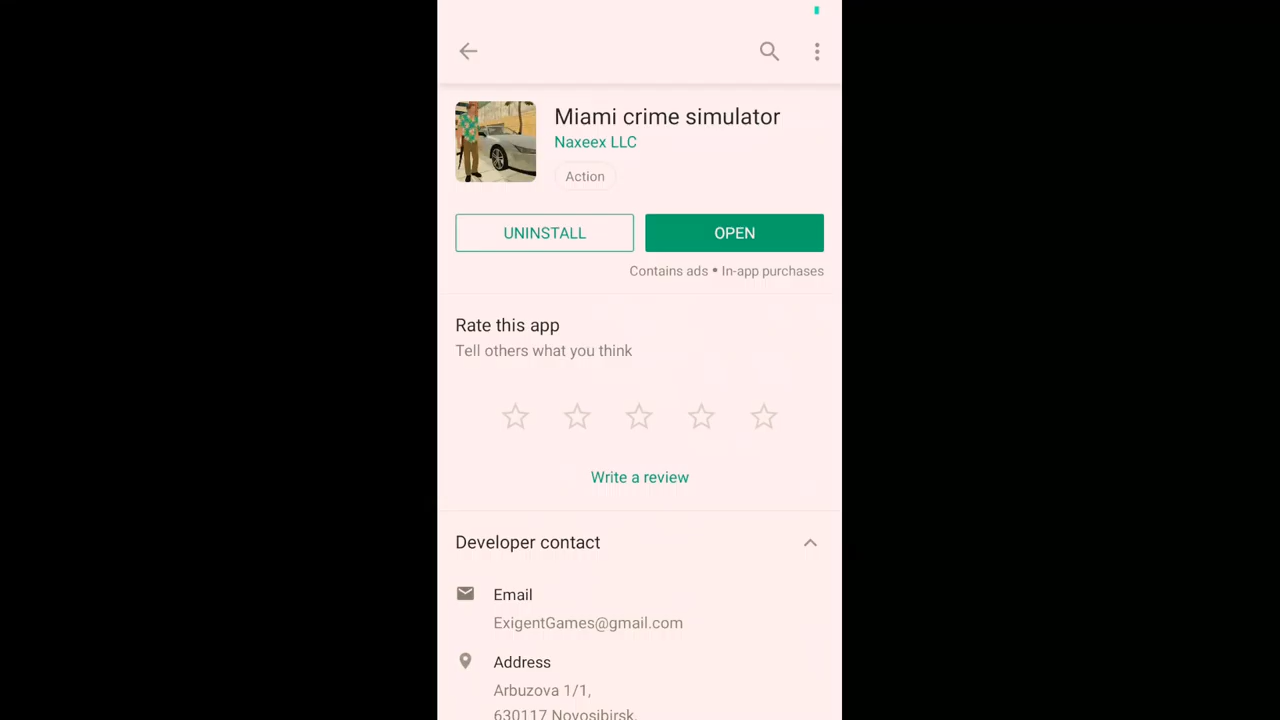 Miami crime simulator
Naxeex LLC
Action
UNINSTALL
OPEN
Contains ads • In-app purchases
Rate this app
Tell others what you think
Write a review
Developer contact
Email
ExigentGames@gmail.com
Address
Arbuzova 1/1,
630117 Novosibirsk,